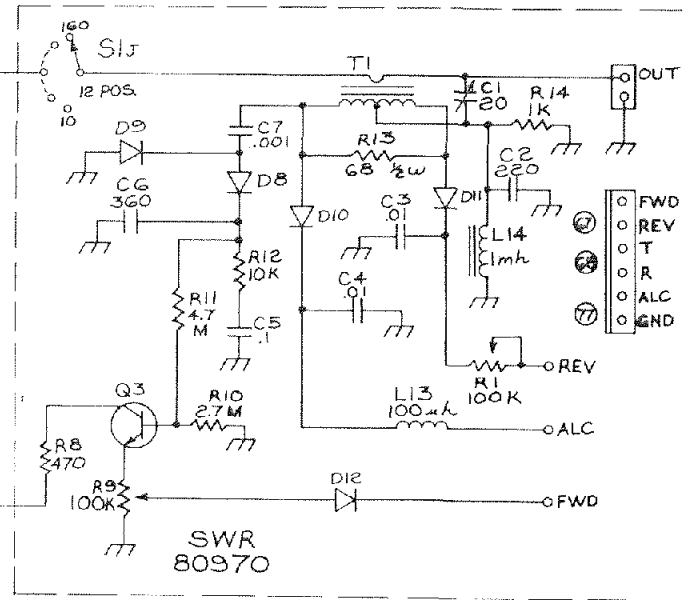 160
S1J
12 POS.
10
T1
C1
20
R14
1K
OUT
D9
C7
.001
R13
68 ½W
D8
C6
360
D10
C3
.01
D11
C2
220
L14
1mh
FWD
67 REV
T
68 R
ALC
77 GND
R12
10K
R11
4.7
M
C4
.01
C5
.1
REV
R1
100K
Q3
R10
2.7M
L13
100µh
ALC
R8
470
R9
100K
D12
FWD
SWR
80970